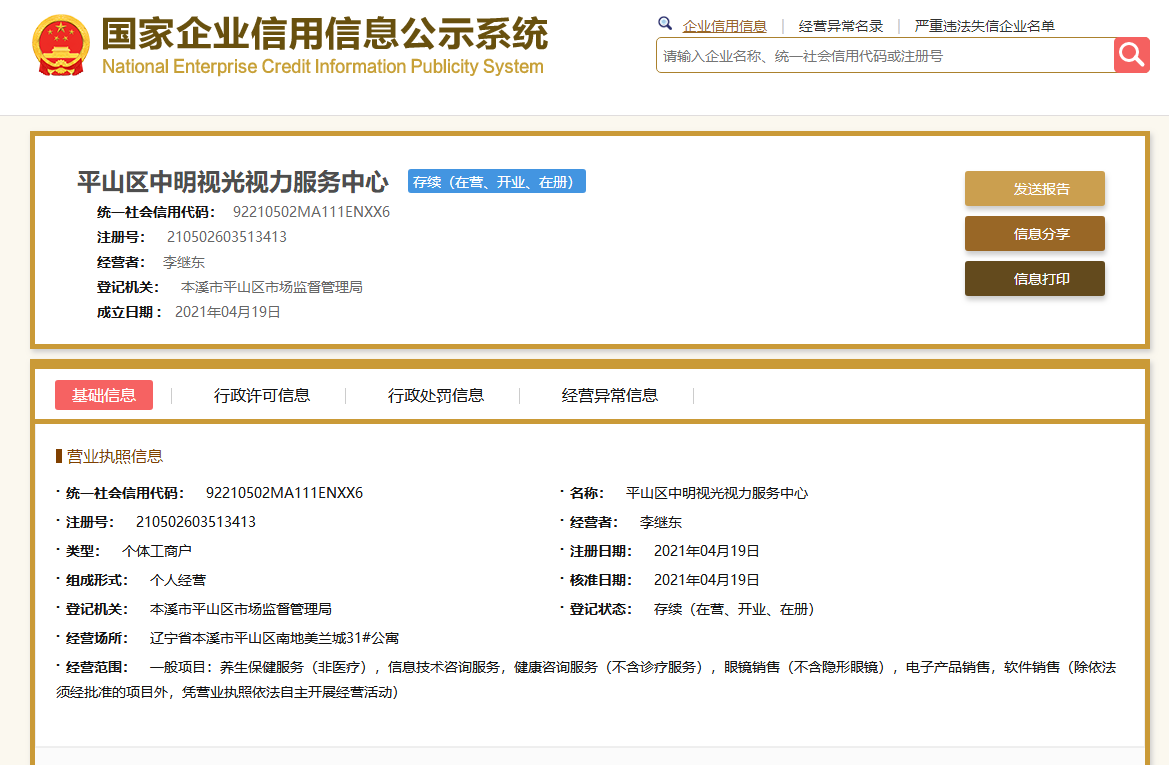 国家企业信用信息公示系统
National Enterprise Credit Information Publicity System
企业信用信息 | 经营异常名录 | 严重违法失信企业名单
请输入企业名称、统一社会信用代码或注册号
平山区中明视光视力服务中心 存续（在营、开业、在册）
统一社会信用代码： 92210502MA111ENXX6
注册号： 210502603513413
经营者： 李继东
登记机关： 本溪市平山区市场监督管理局
成立日期： 2021年04月19日
发送报告
信息分享
信息打印
基础信息 | 行政许可信息 | 行政处罚信息 | 经营异常信息 |
营业执照信息
· 统一社会信用代码： 92210502MA111ENXX6
· 名称： 平山区中明视光视力服务中心
· 注册号： 210502603513413
· 经营者： 李继东
· 类型： 个体工商户
· 注册日期： 2021年04月19日
· 组成形式： 个人经营
· 核准日期： 2021年04月19日
· 登记机关： 本溪市平山区市场监督管理局
· 登记状态： 存续（在营、开业、在册）
· 经营场所： 辽宁省本溪市平山区南地美兰城31#公寓
· 经营范围： 一般项目：养生保健服务（非医疗），信息技术咨询服务，健康咨询服务（不含诊疗服务），眼镜销售（不含隐形眼镜），电子产品销售，软件销售（除依法
须经批准的项目外，凭营业执照依法自主开展经营活动）